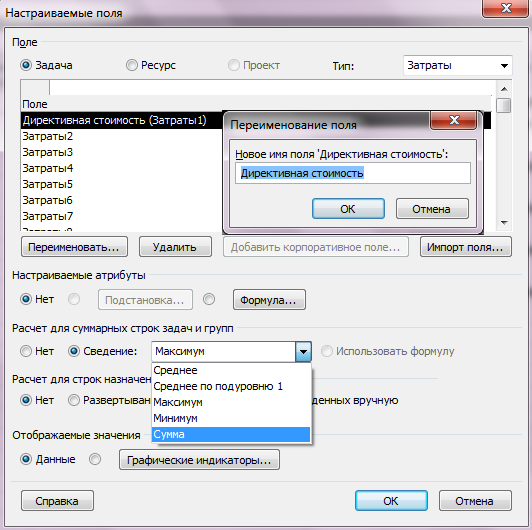 Настраиваемые поля
Поле
Задача Ресурс Проект Тип: Затраты
Поле
Директивная стоимость (Затраты1)
Затраты2
Затраты3
Затраты4
Затраты5
Затраты6
Затраты7
Переименование поля
Новое имя поля 'Директивная стоимость':
Директивная стоимость
OK Отмена
Переименовать... Удалить Добавить корпоративное поле... Импорт поля...
Настраиваемые атрибуты
Нет Подстановка... Формула...
Расчет для суммарных строк задач и групп
Нет Сведение: Максимум Использовать формулу
Среднее
Среднее по подуровню 1
Максимум
Минимум
Сумма
Расчет для строк назначен
Нет Развертыван денных вручную
Отображаемые значения
Данные Графические индикаторы...
Справка OK Отмена